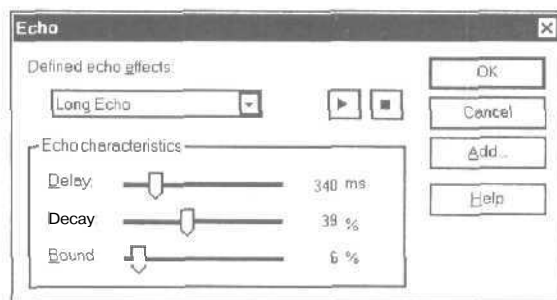 Echo
Defined echo effects:
Long Echo
OK
Cancel
Add...
Help
Echo characteristics
Delay: 340 ms
Decay: 39 %
Bound 6 %